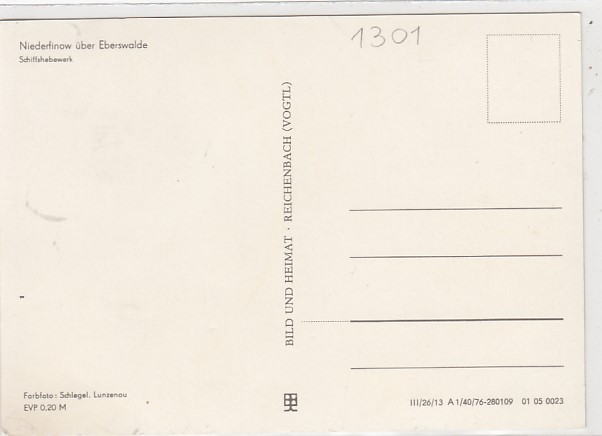 Niederfinow über Eberswalde
Schiffshebewerk
1301
BILD UND HEIMAT · REICHENBACH (VOGTL)
Farbfoto: Schlegel, Lunzenau
EVP 0,20 M
III/26/13 A 1/40/76-280109 01 05 0023